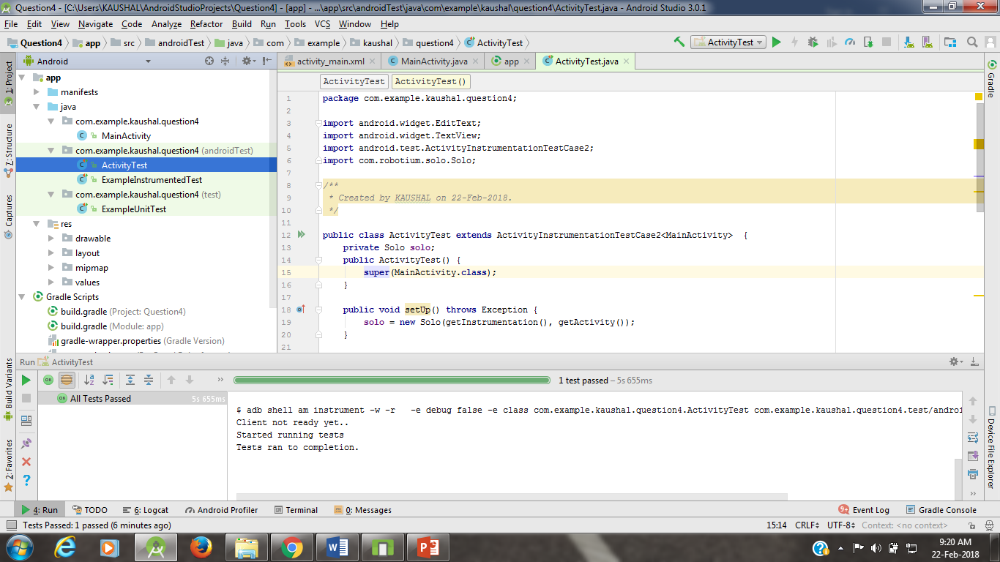 Question4 - [C:\Users\KAUSHAL\AndroidStudioProjects\Question4] - [app] - ...\app\src\androidTest\java\com\example\kaushal\question4\ActivityTest.java - Android Studio 3.0.1
File Edit View Navigate Code Analyze Refactor Build Run Tools VCS Window Help
Question4 app src androidTest java com example kaushal question4 ActivityTest ActivityTest
1: Project
7: Structure
Captures
Build Variants
2: Favorites
Android
app
manifests
java
com.example.kaushal.question4
MainActivity
com.example.kaushal.question4 (androidTest)
ActivityTest
ExampleInstrumentedTest
com.example.kaushal.question4 (test)
ExampleUnitTest
res
drawable
layout
mipmap
values
Gradle Scripts
build.gradle (Project: Question4)
build.gradle (Module: app)
gradle-wrapper.properties (Gradle Version)
activity_main.xml MainActivity.java app ActivityTest.java
ActivityTest ActivityTest()
1 package com.example.kaushal.question4;
2
3 import android.widget.EditText;
4 import android.widget.TextView;
5 import android.test.ActivityInstrumentationTestCase2;
6 import com.robotium.solo.Solo;
7
8 /**
9 * Created by KAUSHAL on 22-Feb-2018.
10 */
11
12 public class ActivityTest extends ActivityInstrumentationTestCase2<MainActivity> {
13 private Solo solo;
14 public ActivityTest() {
15 super(MainActivity.class);
16 }
17
18 public void setUp() throws Exception {
19 solo = new Solo(getInstrumentation(), getActivity());
20 }
21
Gradle
Device File Explorer
Run ActivityTest
OK
1 test passed – 5s 655ms
OK All Tests Passed 5s 655ms
$ adb shell am instrument -w -r -e debug false -e class com.example.kaushal.question4.ActivityTest com.example.kaushal.question4.test/androi
Client not ready yet..
Started running tests
Tests ran to completion.
4: Run TODO 6: Logcat Android Profiler Terminal 0: Messages 9+ Event Log Gradle Console
Tests Passed: 1 passed (6 minutes ago) 15:14 CRLF UTF-8 Context: <no context>
9:20 AM
22-Feb-2018